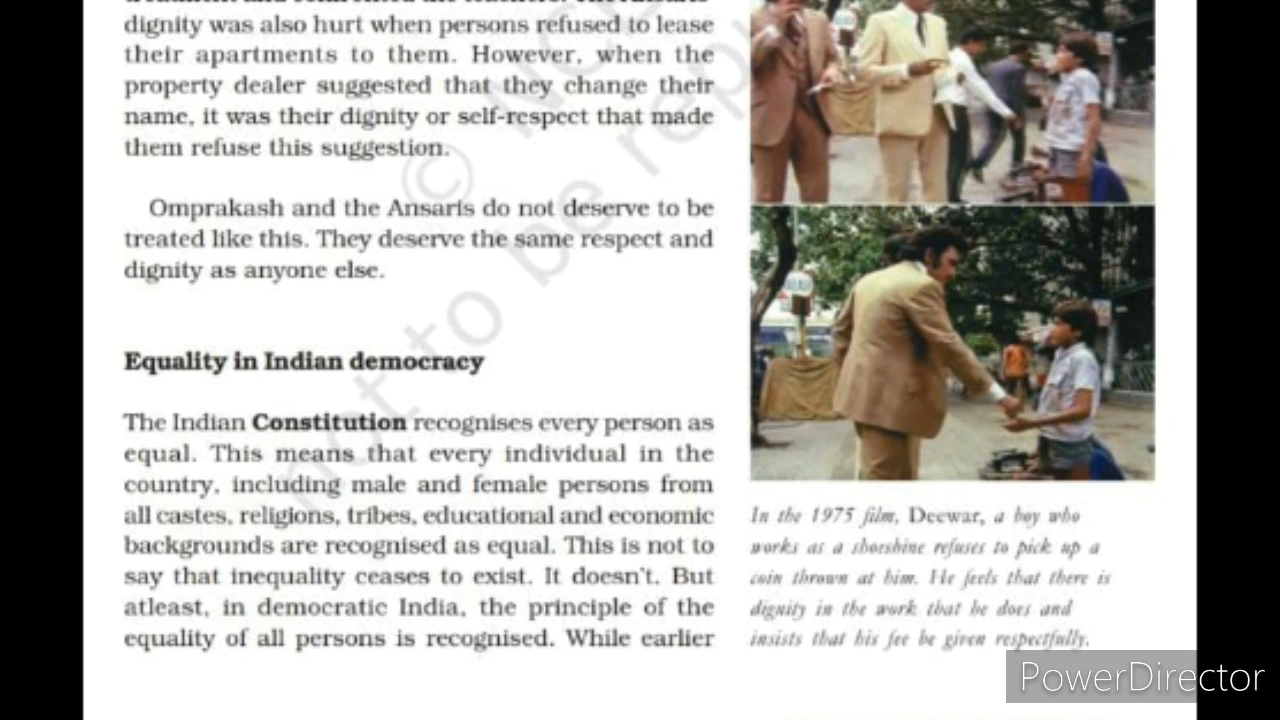 dignity was also hurt when persons refused to lease
their apartments to them. However, when the
property dealer suggested that they change their
name, it was their dignity or self-respect that made
them refuse this suggestion.
Omprakash and the Ansaris do not deserve to be
treated like this. They deserve the same respect and
dignity as anyone else.
Equality in Indian democracy
The Indian Constitution recognises every person as
equal. This means that every individual in the
country, including male and female persons from
all castes, religions, tribes, educational and economic
backgrounds are recognised as equal. This is not to
say that inequality ceases to exist. It doesn't. But
atleast, in democratic India, the principle of the
equality of all persons is recognised. While earlier
In the 1975 film, Deewar, a boy who
works as a shoeshine refuses to pick up a
coin thrown at him. He feels that there is
dignity in the work that he does and
insists that his fee be given respectfully.
not to be rep
PowerDirector